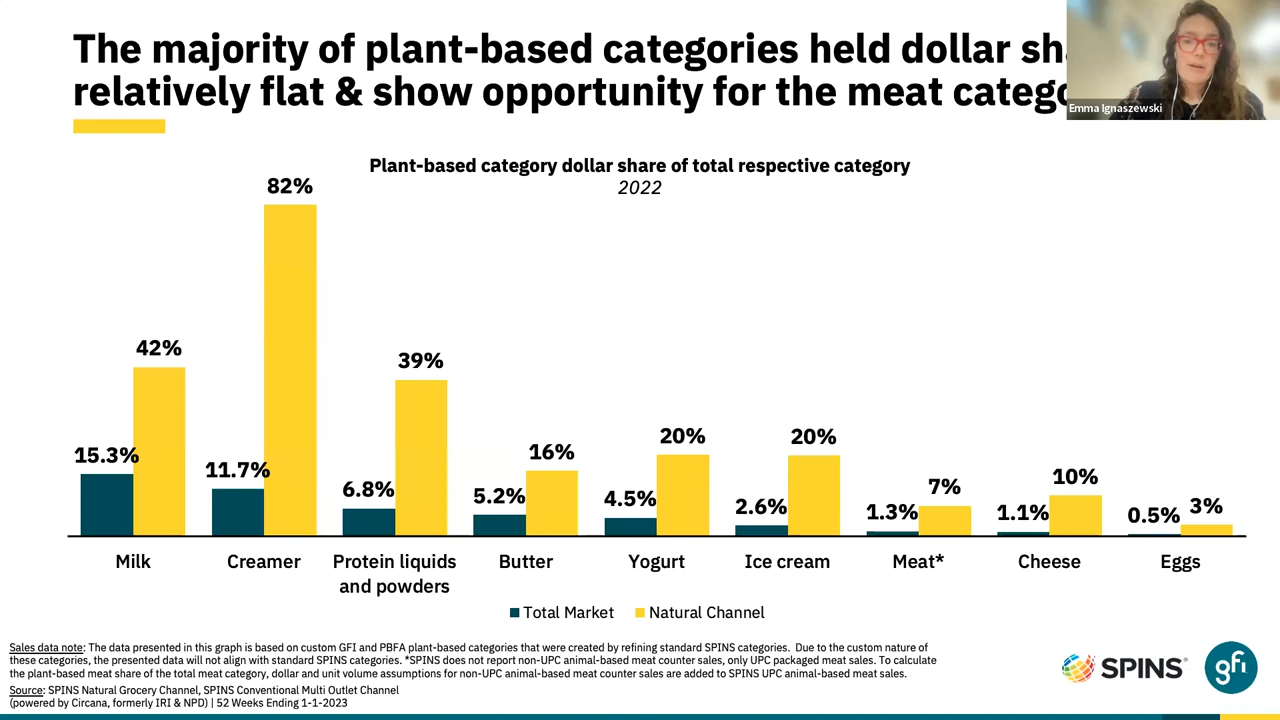 The majority of plant-based categories held dollar
relatively flat & show opportunity for the meat
Emma Ignaszewski
Plant-based category dollar share of total respective category
2022
82%
42%
39%
15.3%
11.7%
6.8%
5.2%
16%
4.5%
20%
2.6%
20%
1.3%
7%
1.1%
10%
0.5%
3%
Milk
Creamer
Protein liquids
and powders
Butter
Yogurt
Ice cream
Meat*
Cheese
Eggs
Total Market
Natural Channel
Sales data note: The data presented in this graph is based on custom GFI and PBFA plant-based categories that were created by refining standard SPINS categories. Due to the custom nature of
these categories, the presented data will not align with standard SPINS categories. *SPINS does not report non-UPC animal-based meat counter sales, only UPC packaged meat sales. To calculate
the plant-based meat share of the total meat category, dollar and unit volume assumptions for non-UPC animal-based meat counter sales are added to SPINS UPC animal-based meat sales.
Source: SPINS Natural Grocery Channel, SPINS Conventional Multi Outlet Channel
(powered by Circana, formerly IRI & NPD) | 52 Weeks Ending 1-1-2023
SPINS
gfi